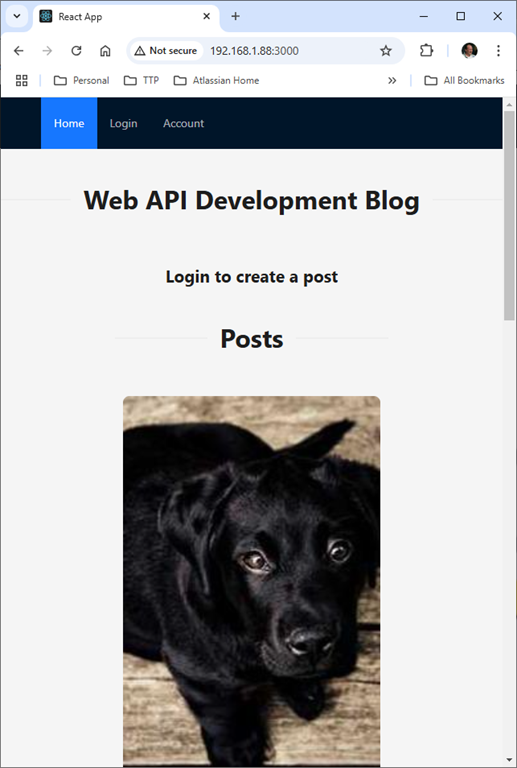 React App
Not secure 192.168.1.88:3000
Personal TTP Atlassian Home All Bookmarks
Home Login Account
Web API Development Blog
Login to create a post
Posts